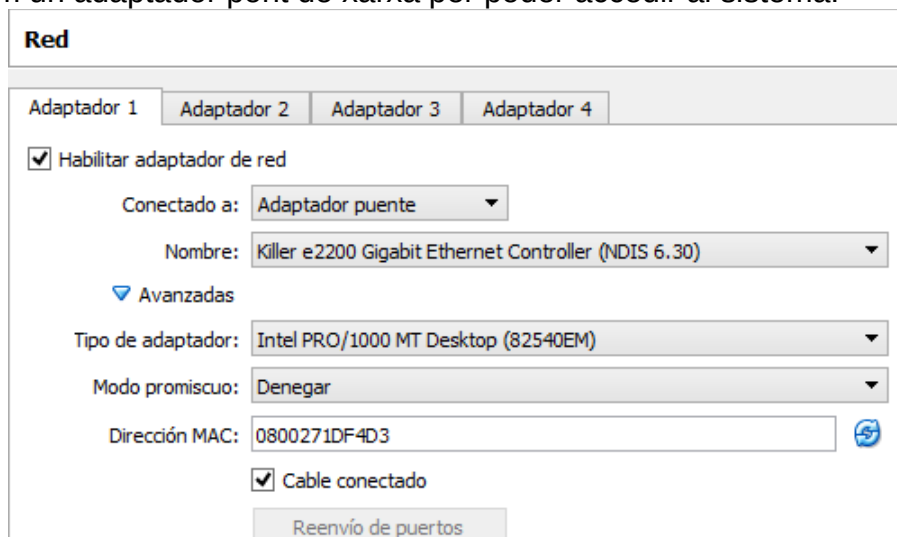 un adaptador pont de xarxa per poder accedir al sistema.
Red
Adaptador 1 Adaptador 2 Adaptador 3 Adaptador 4
Habilitar adaptador de red
Conectado a: Adaptador puente
Nombre: Killer e2200 Gigabit Ethernet Controller (NDIS 6.30)
Avanzadas
Tipo de adaptador: Intel PRO/1000 MT Desktop (82540EM)
Modo promiscuo: Denegar
Dirección MAC: 0800271DF4D3
Cable conectado
Reenvío de puertos